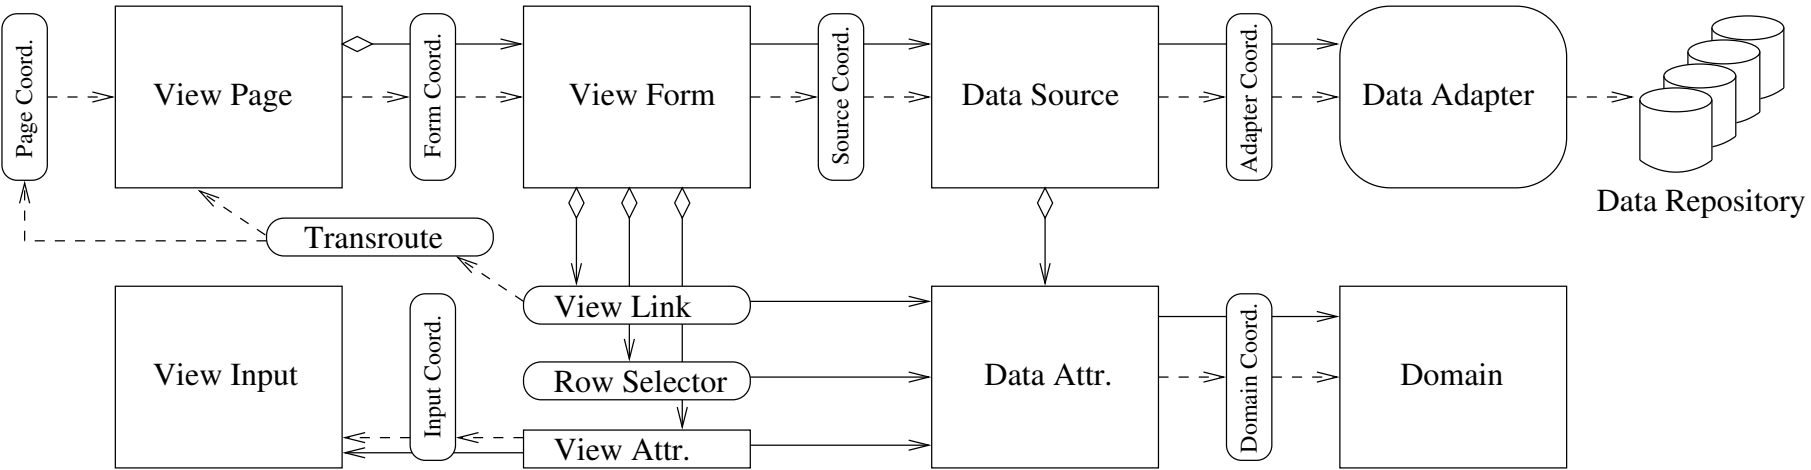 Page Coord.
View Page
Form Coord.
View Form
Source Coord.
Data Source
Adapter Coord.
Data Adapter
Data Repository
Transroute
View Input
Input Coord.
View Link
Row Selector
View Attr.
Data Attr.
Domain Coord.
Domain